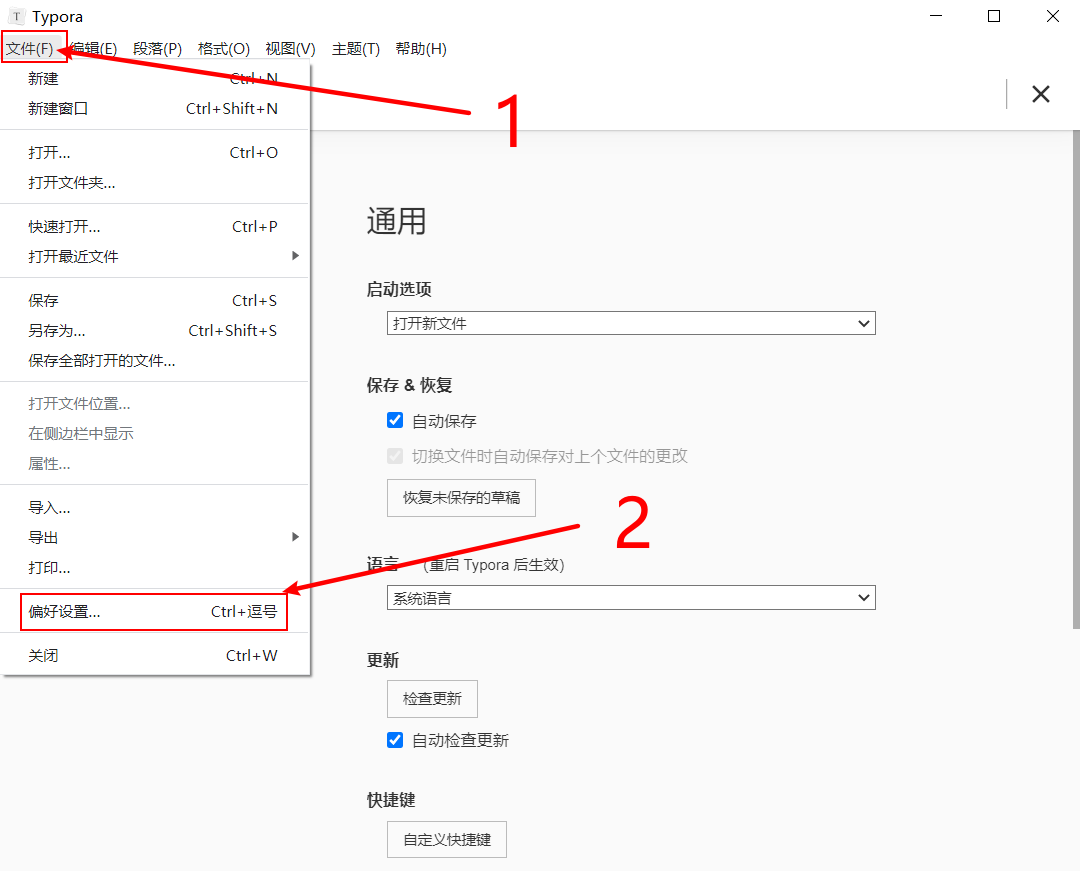 Typora
文件(F) 编辑(E) 段落(P) 格式(O) 视图(V) 主题(T) 帮助(H)
新建 Ctrl+N
新建窗口 Ctrl+Shift+N
1
打开... Ctrl+O
打开文件夹...
快速打开... Ctrl+P
打开最近文件
保存 Ctrl+S
另存为... Ctrl+Shift+S
保存全部打开的文件...
打开文件位置...
在侧边栏中显示
属性...
导入...
导出
打印...
偏好设置... Ctrl+逗号
关闭 Ctrl+W
通用
启动选项
打开新文件
保存 & 恢复
自动保存
切换文件时自动保存对上个文件的更改
恢复未保存的草稿
2
语言 (重启 Typora 后生效)
系统语言
更新
检查更新
自动检查更新
快捷键
自定义快捷键